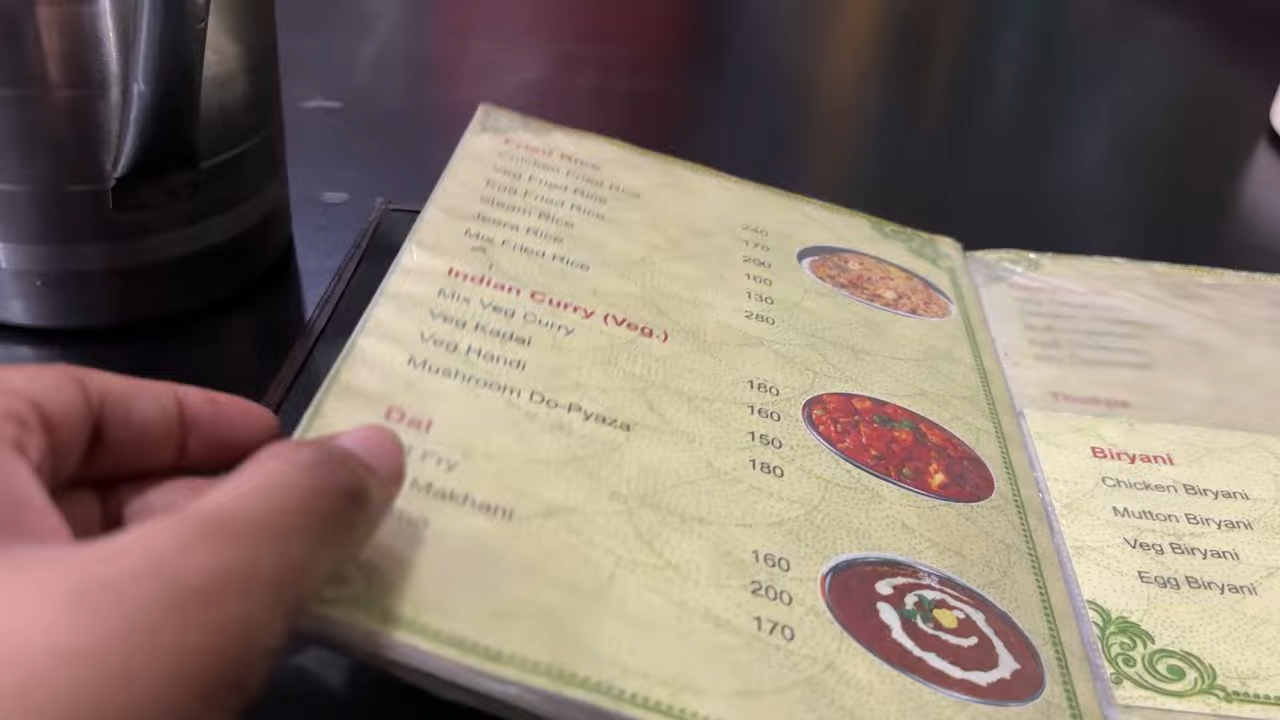 Fried Rice
Chicken Fried Rice 240
Veg Fried Rice 170
Egg Fried Rice 200
Steam Rice 100
Jeera Rice 130
Mix Fried Rice 280
Indian Curry (Veg.)
Mix Veg Curry 180
Veg Kadai 160
Veg Handi 150
Mushroom Do-Pyaza 180
Dal
Fry 160
Makhani 200
170
Biryani
Chicken Biryani
Mutton Biryani
Veg Biryani
Egg Biryani